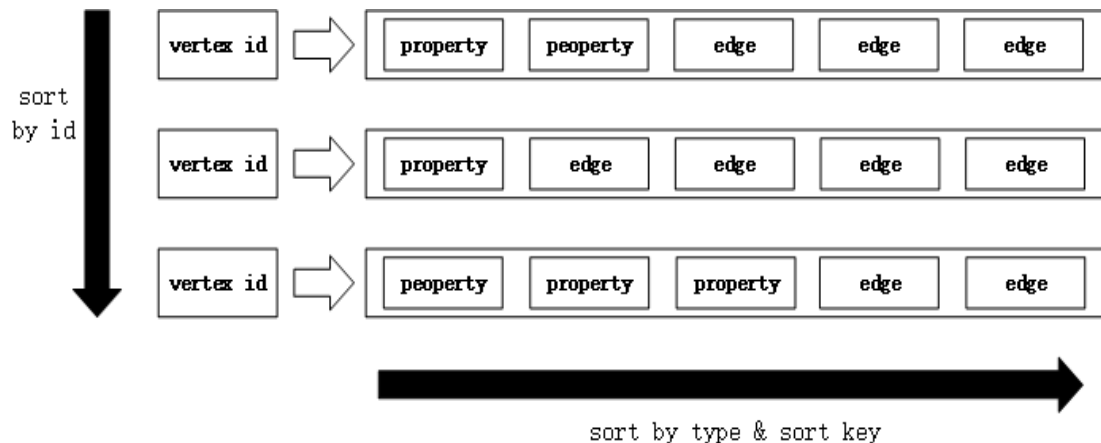 vertex id property peoperty edge edge edge
sort
by id
vertex id property edge edge edge edge
vertex id peoperty property property edge edge
sort by type & sort key